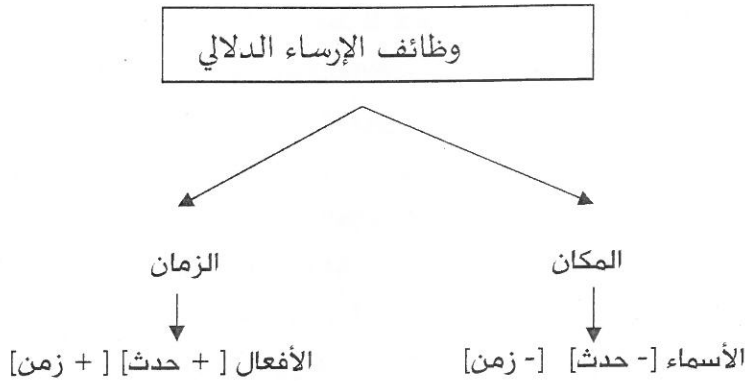 وظائف الإرساء الدلالي
المكان
الزمان
الأسماء [- حدث] [- زمن]
الأفعال [ + حدث] [ + زمن]